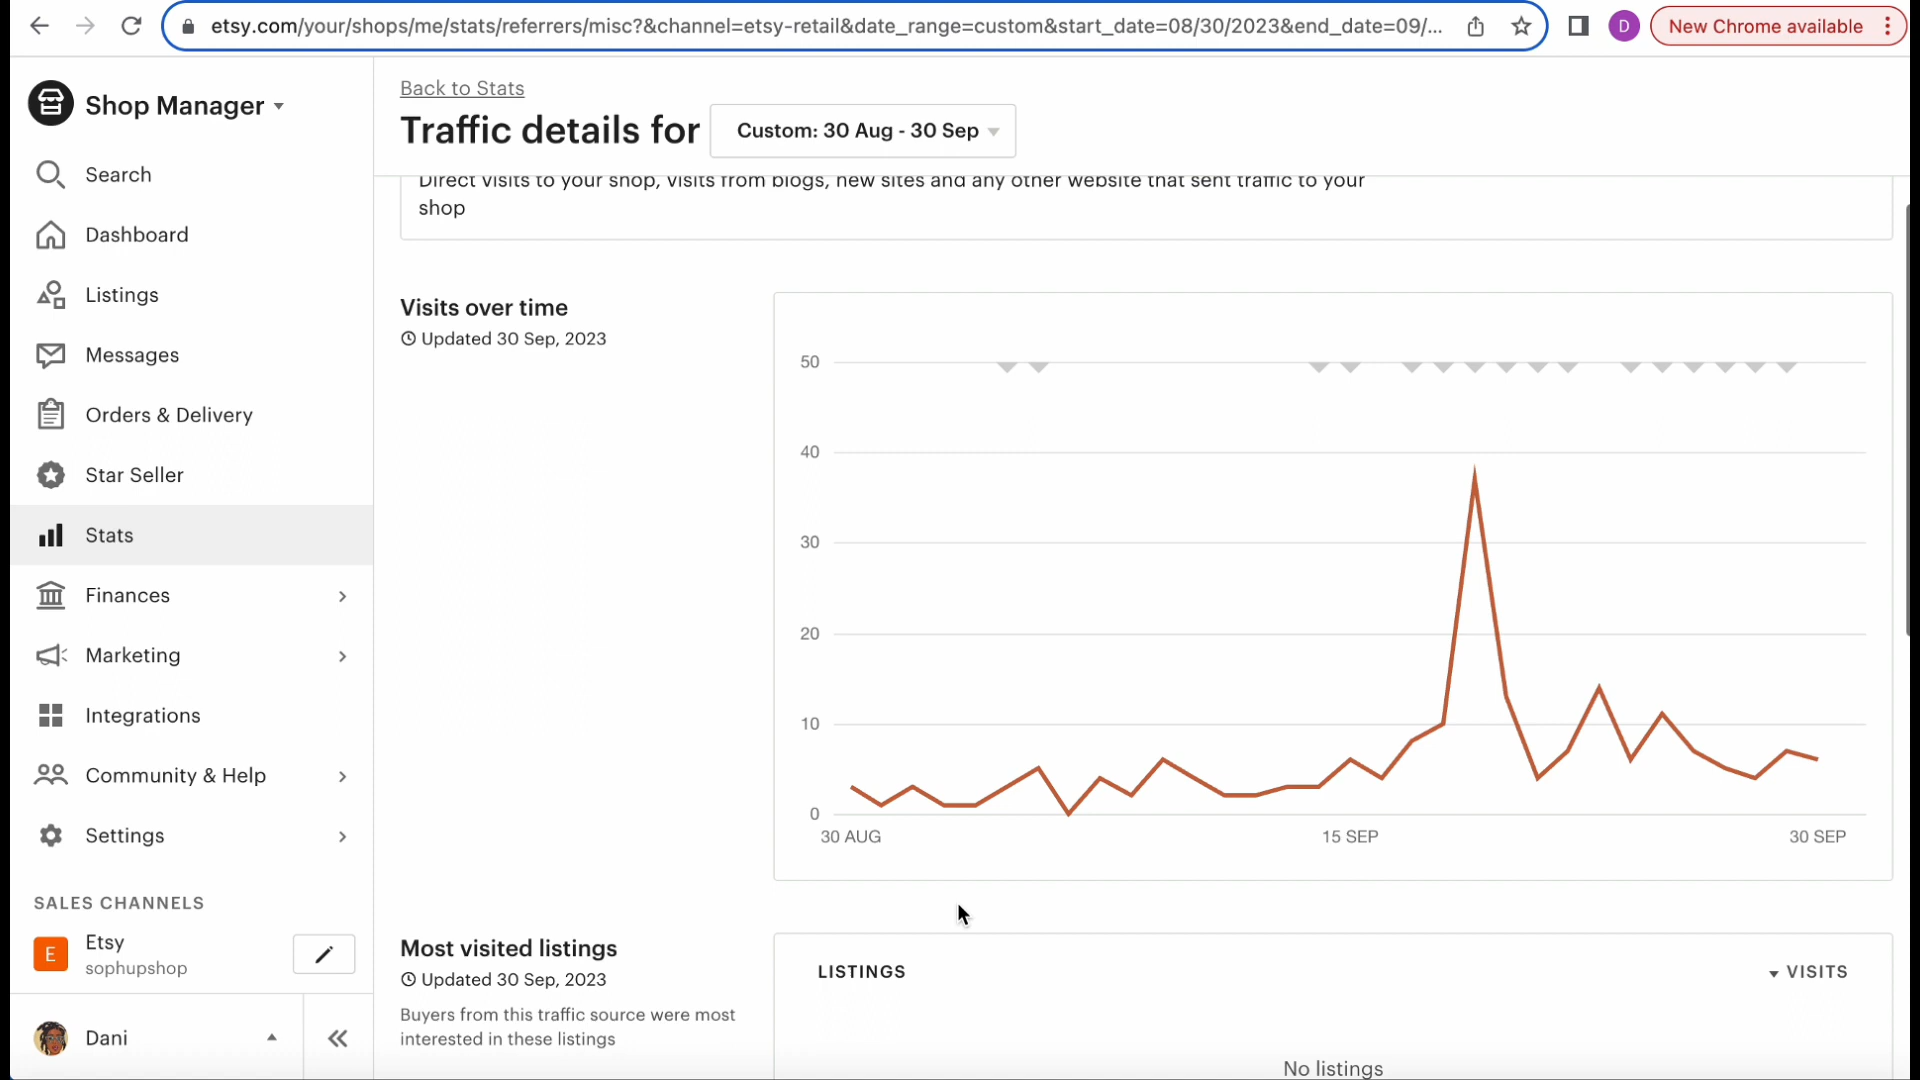 etsy.com/your/shops/me/stats/referrers/misc?&channel=etsy-retail&date_range=custom&start_date=08/30/2023&end_date=09/...
D
New Chrome available
Shop Manager
Search
Dashboard
Listings
Messages
Orders & Delivery
Star Seller
Stats
Finances
Marketing
Integrations
Community & Help
Settings
SALES CHANNELS
E
Etsy
sophupshop
Dani
Back to Stats
Traffic details for
Custom: 30 Aug - 30 Sep
Direct visits to your shop, visits from blogs, new sites and any other website that sent traffic to your
shop
Visits over time
Updated 30 Sep, 2023
50
40
30
20
10
0
30 AUG
15 SEP
30 SEP
Most visited listings
Updated 30 Sep, 2023
Buyers from this traffic source were most
interested in these listings
LISTINGS
VISITS
No listings